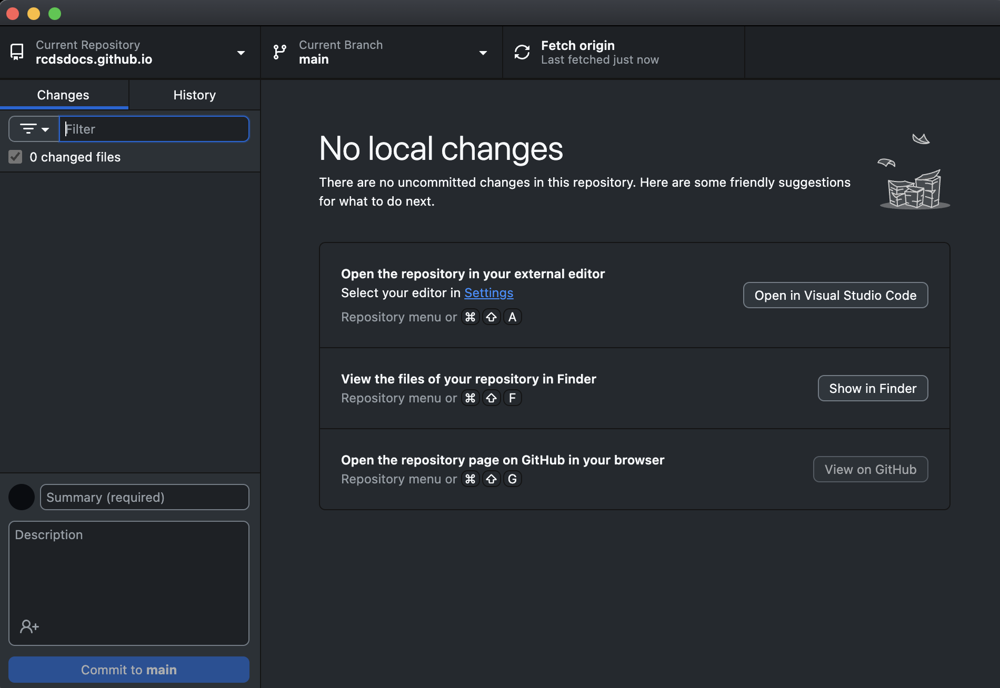 Current Repository
rcdsdocs.github.io
Current Branch
main
Fetch origin
Last fetched just now
Changes
History
Filter
0 changed files
No local changes
There are no uncommitted changes in this repository. Here are some friendly suggestions
for what to do next.
Open the repository in your external editor
Select your editor in Settings
Repository menu or ⌘ ⇧ A
Open in Visual Studio Code
View the files of your repository in Finder
Repository menu or ⌘ ⇧ F
Show in Finder
Open the repository page on GitHub in your browser
Repository menu or ⌘ ⇧ G
View on GitHub
Summary (required)
Description
Commit to main